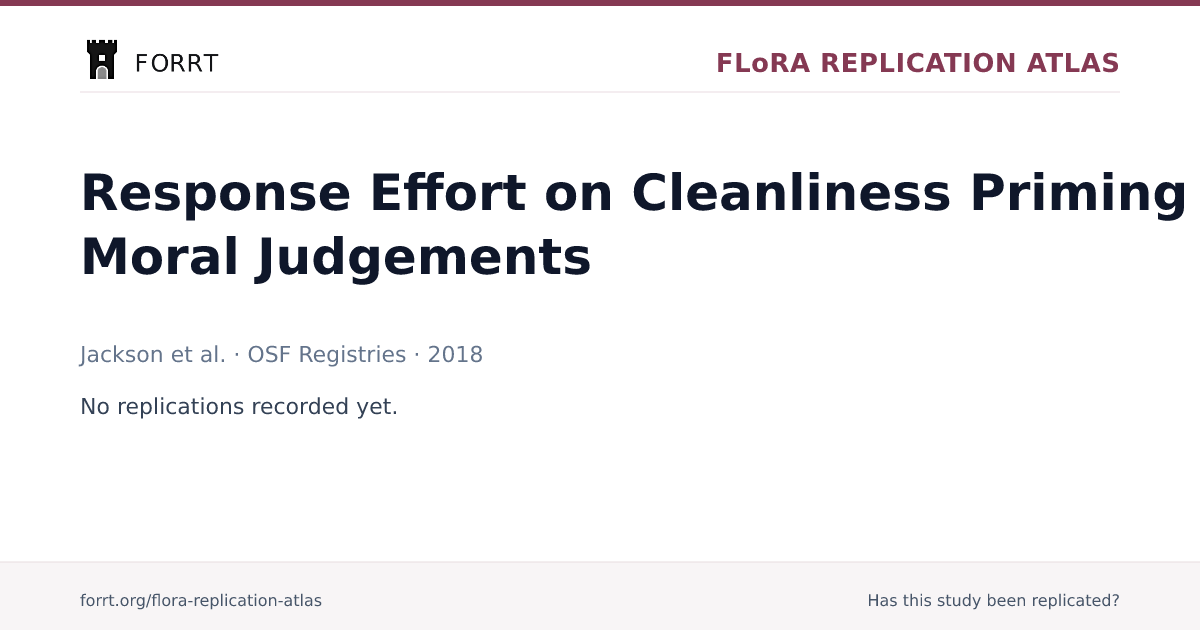 FORRT
FLoRA REPLICATION ATLAS
Response Effort on Cleanliness Priming
Moral Judgements
Jackson et al. · OSF Registries · 2018
No replications recorded yet.
forrt.org/flora-replication-atlas
Has this study been replicated?